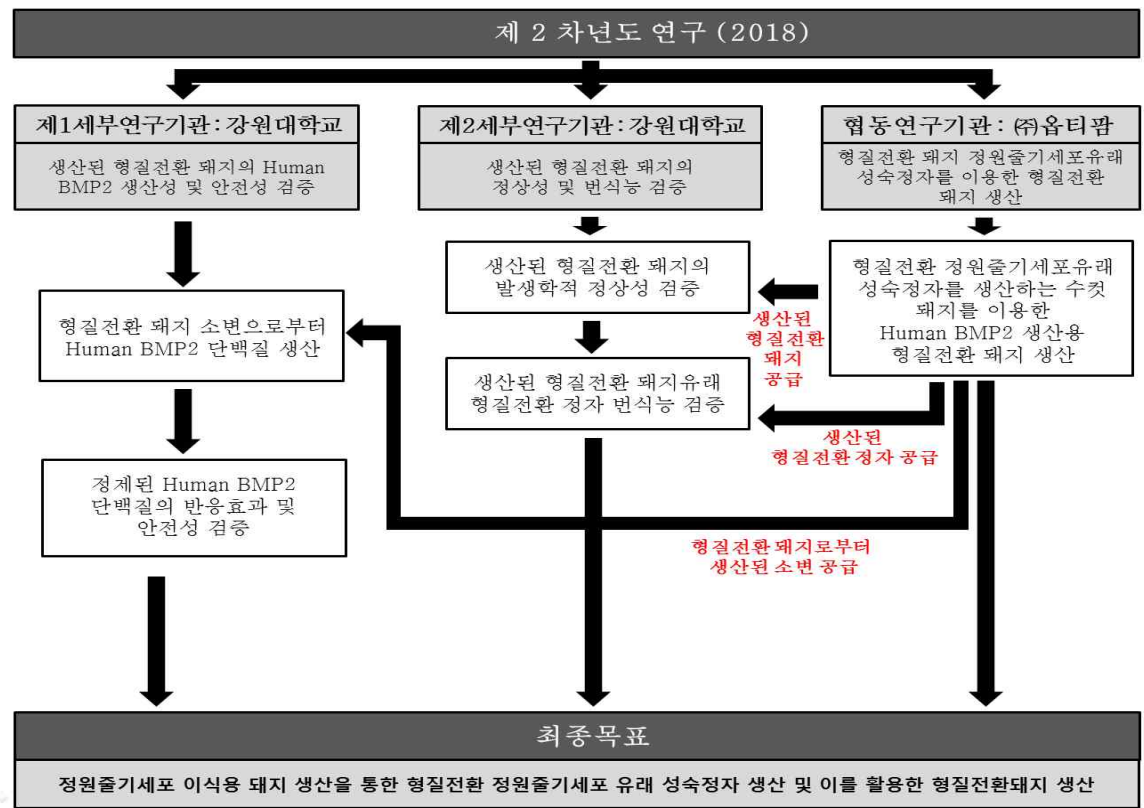 제 2 차년도 연구 (2018)
제1세부연구기관 : 강원대학교
생산된 형질전환 돼지의 Human
BMP2 생산성 및 안전성 검증
형질전환 돼지 소변으로부터
Human BMP2 단백질 생산
정제된 Human BMP2
단백질의 반응효과 및
안전성 검증
제2세부연구기관 : 강원대학교
생산된 형질전환 돼지의
정상성 및 번식능 검증
생산된 형질전환 돼지의
발생학적 정상성 검증
생산된 형질전환 돼지유래
형질전환 정자 번식능 검증
협동연구기관 : ㈜옵티팜
형질전환 돼지 정원줄기세포유래
성숙정자를 이용한 형질전환
돼지 생산
형질전환 정원줄기세포유래
성숙정자를 생산하는 수컷
돼지를 이용한
Human BMP2 생산용
형질전환 돼지 생산
생산된
형질전환
돼지
공급
생산된
형질전환 정자 공급
형질전환 돼지로부터
생산된 소변 공급
최종목표
정원줄기세포 이식용 돼지 생산을 통한 형질전환 정원줄기세포 유래 성숙정자 생산 및 이를 활용한 형질전환돼지 생산